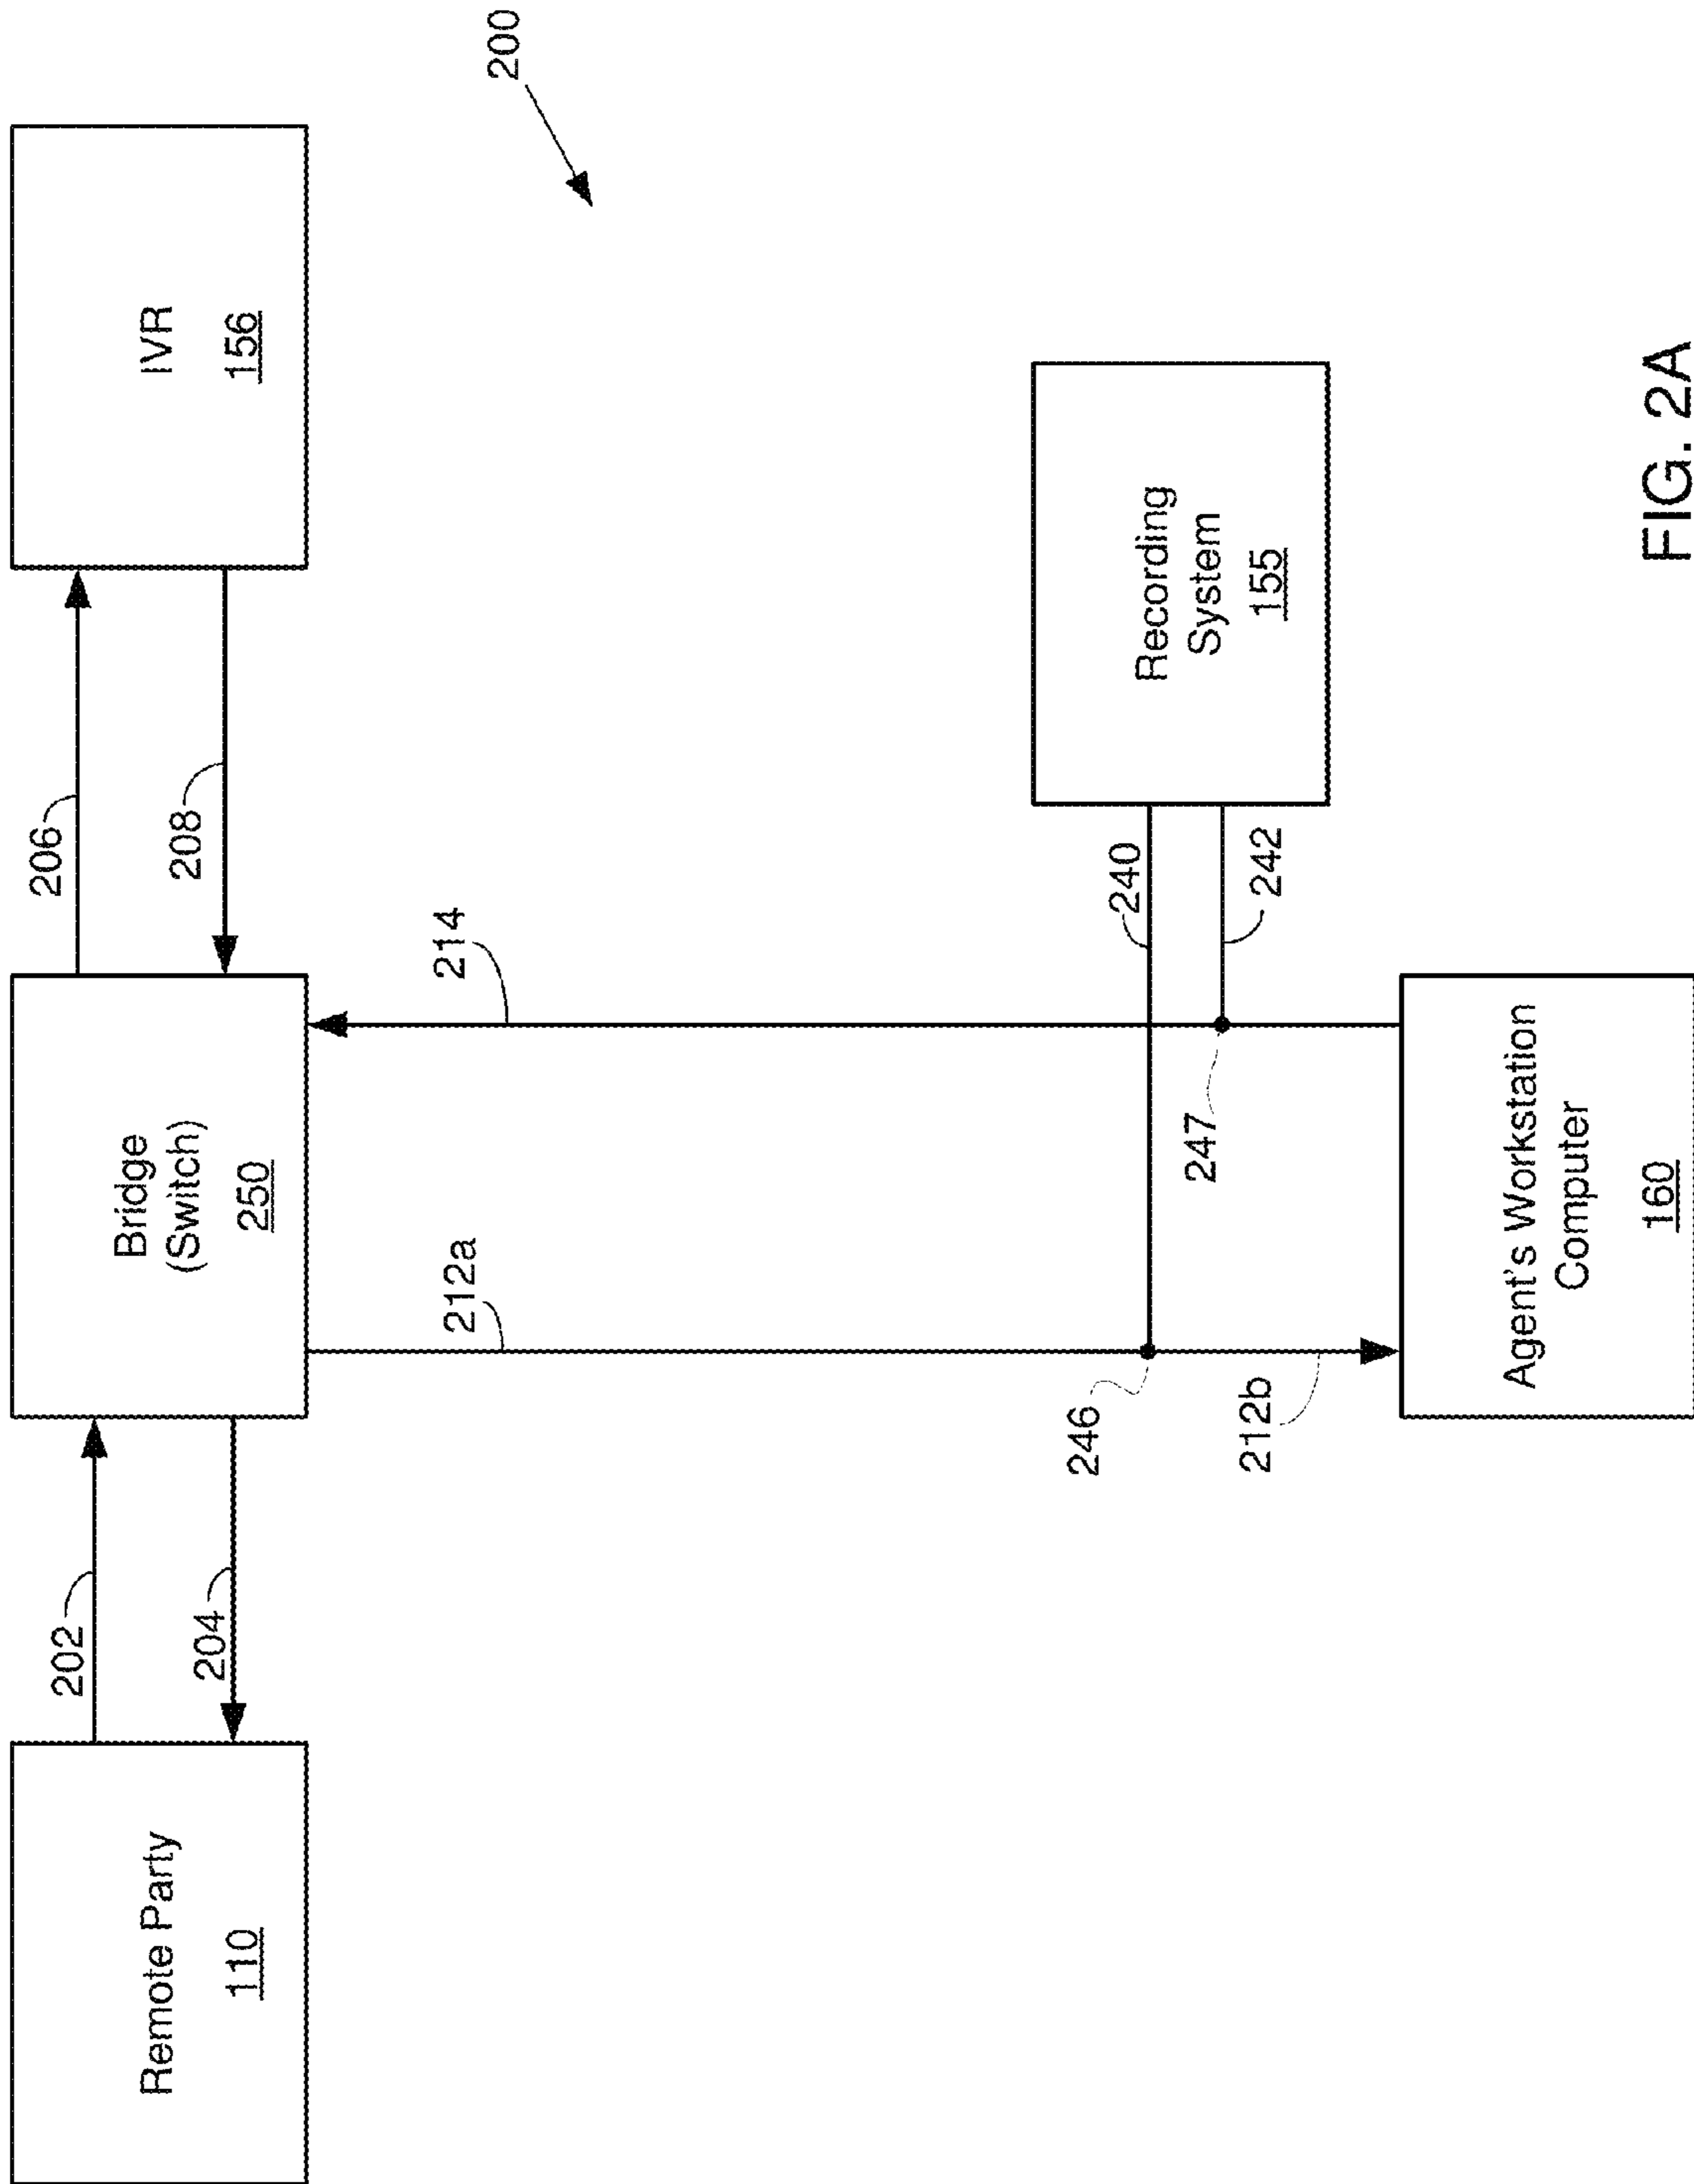 Remote Party
110
202
204
Bridge
(Switch)
250
206
208
IVR
156
200
212a
214
246
212b
247
240
242
Recording
System
155
Agent's Workstation
Computer
160
FIG. 2A